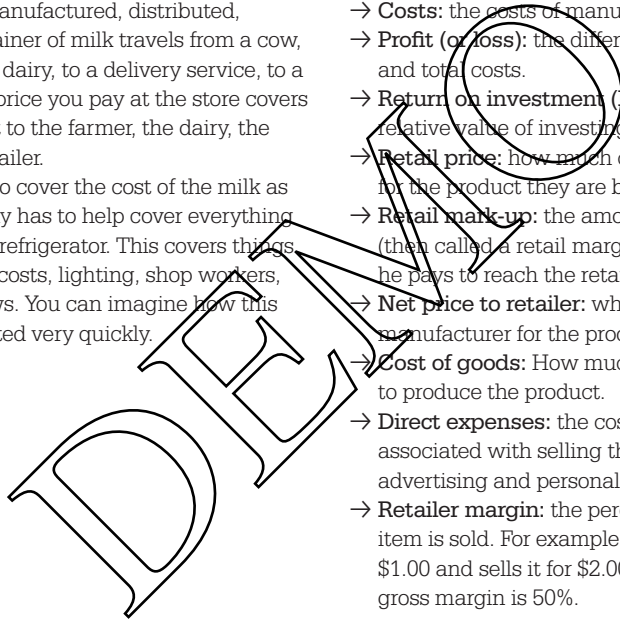 anufactured, distributed,
ainer of milk travels from a cow,
dairy, to a delivery service, to a
price you pay at the store covers
to the farmer, the dairy, the
ailer.
o cover the cost of the milk as
y has to help cover everything
refrigerator. This covers things
costs, lighting, shop workers,
ws. You can imagine how this
ted very quickly.
→ Costs: the costs of manu
→ Profit (or loss): the differ
and total costs.
→ Return on investment (
relative value of investing
→ Retail price: how much
for the product they are b
→ Retail mark-up: the amo
(then called a retail marg
he pays to reach the reta
→ Net price to retailer: wh
manufacturer for the prod
→ Cost of goods: How muc
to produce the product.
→ Direct expenses: the cos
associated with selling th
advertising and personal
→ Retailer margin: the per
item is sold. For example
$1.00 and sells it for $2.00
gross margin is 50%.
DEMO